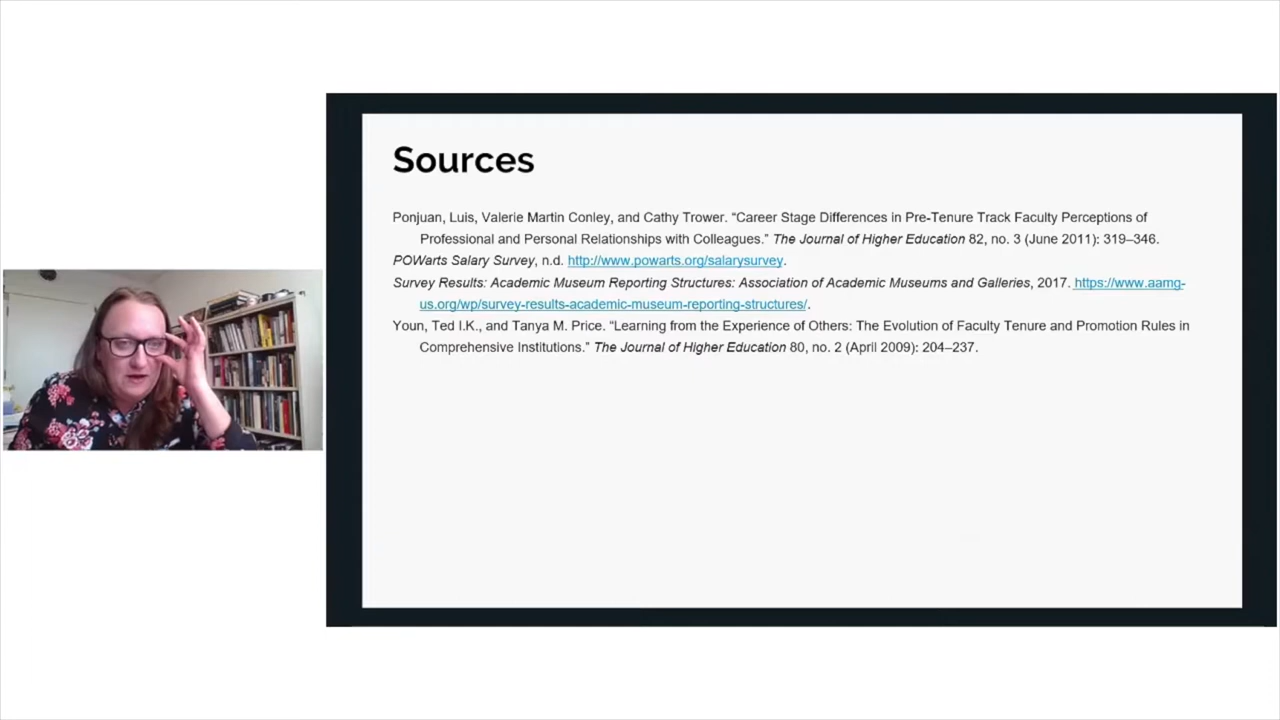 Sources
Ponjuan, Luis, Valerie Martin Conley, and Cathy Trower. “Career Stage Differences in Pre-Tenure Track Faculty Perceptions of
Professional and Personal Relationships with Colleagues.” The Journal of Higher Education 82, no. 3 (June 2011): 319–346.
POWarts Salary Survey, n.d. http://www.powarts.org/salarysurvey.
Survey Results: Academic Museum Reporting Structures: Association of Academic Museums and Galleries, 2017. https://www.aamg-
us.org/wp/survey-results-academic-museum-reporting-structures/.
Youn, Ted I.K., and Tanya M. Price. “Learning from the Experience of Others: The Evolution of Faculty Tenure and Promotion Rules in
Comprehensive Institutions.” The Journal of Higher Education 80, no. 2 (April 2009): 204–237.